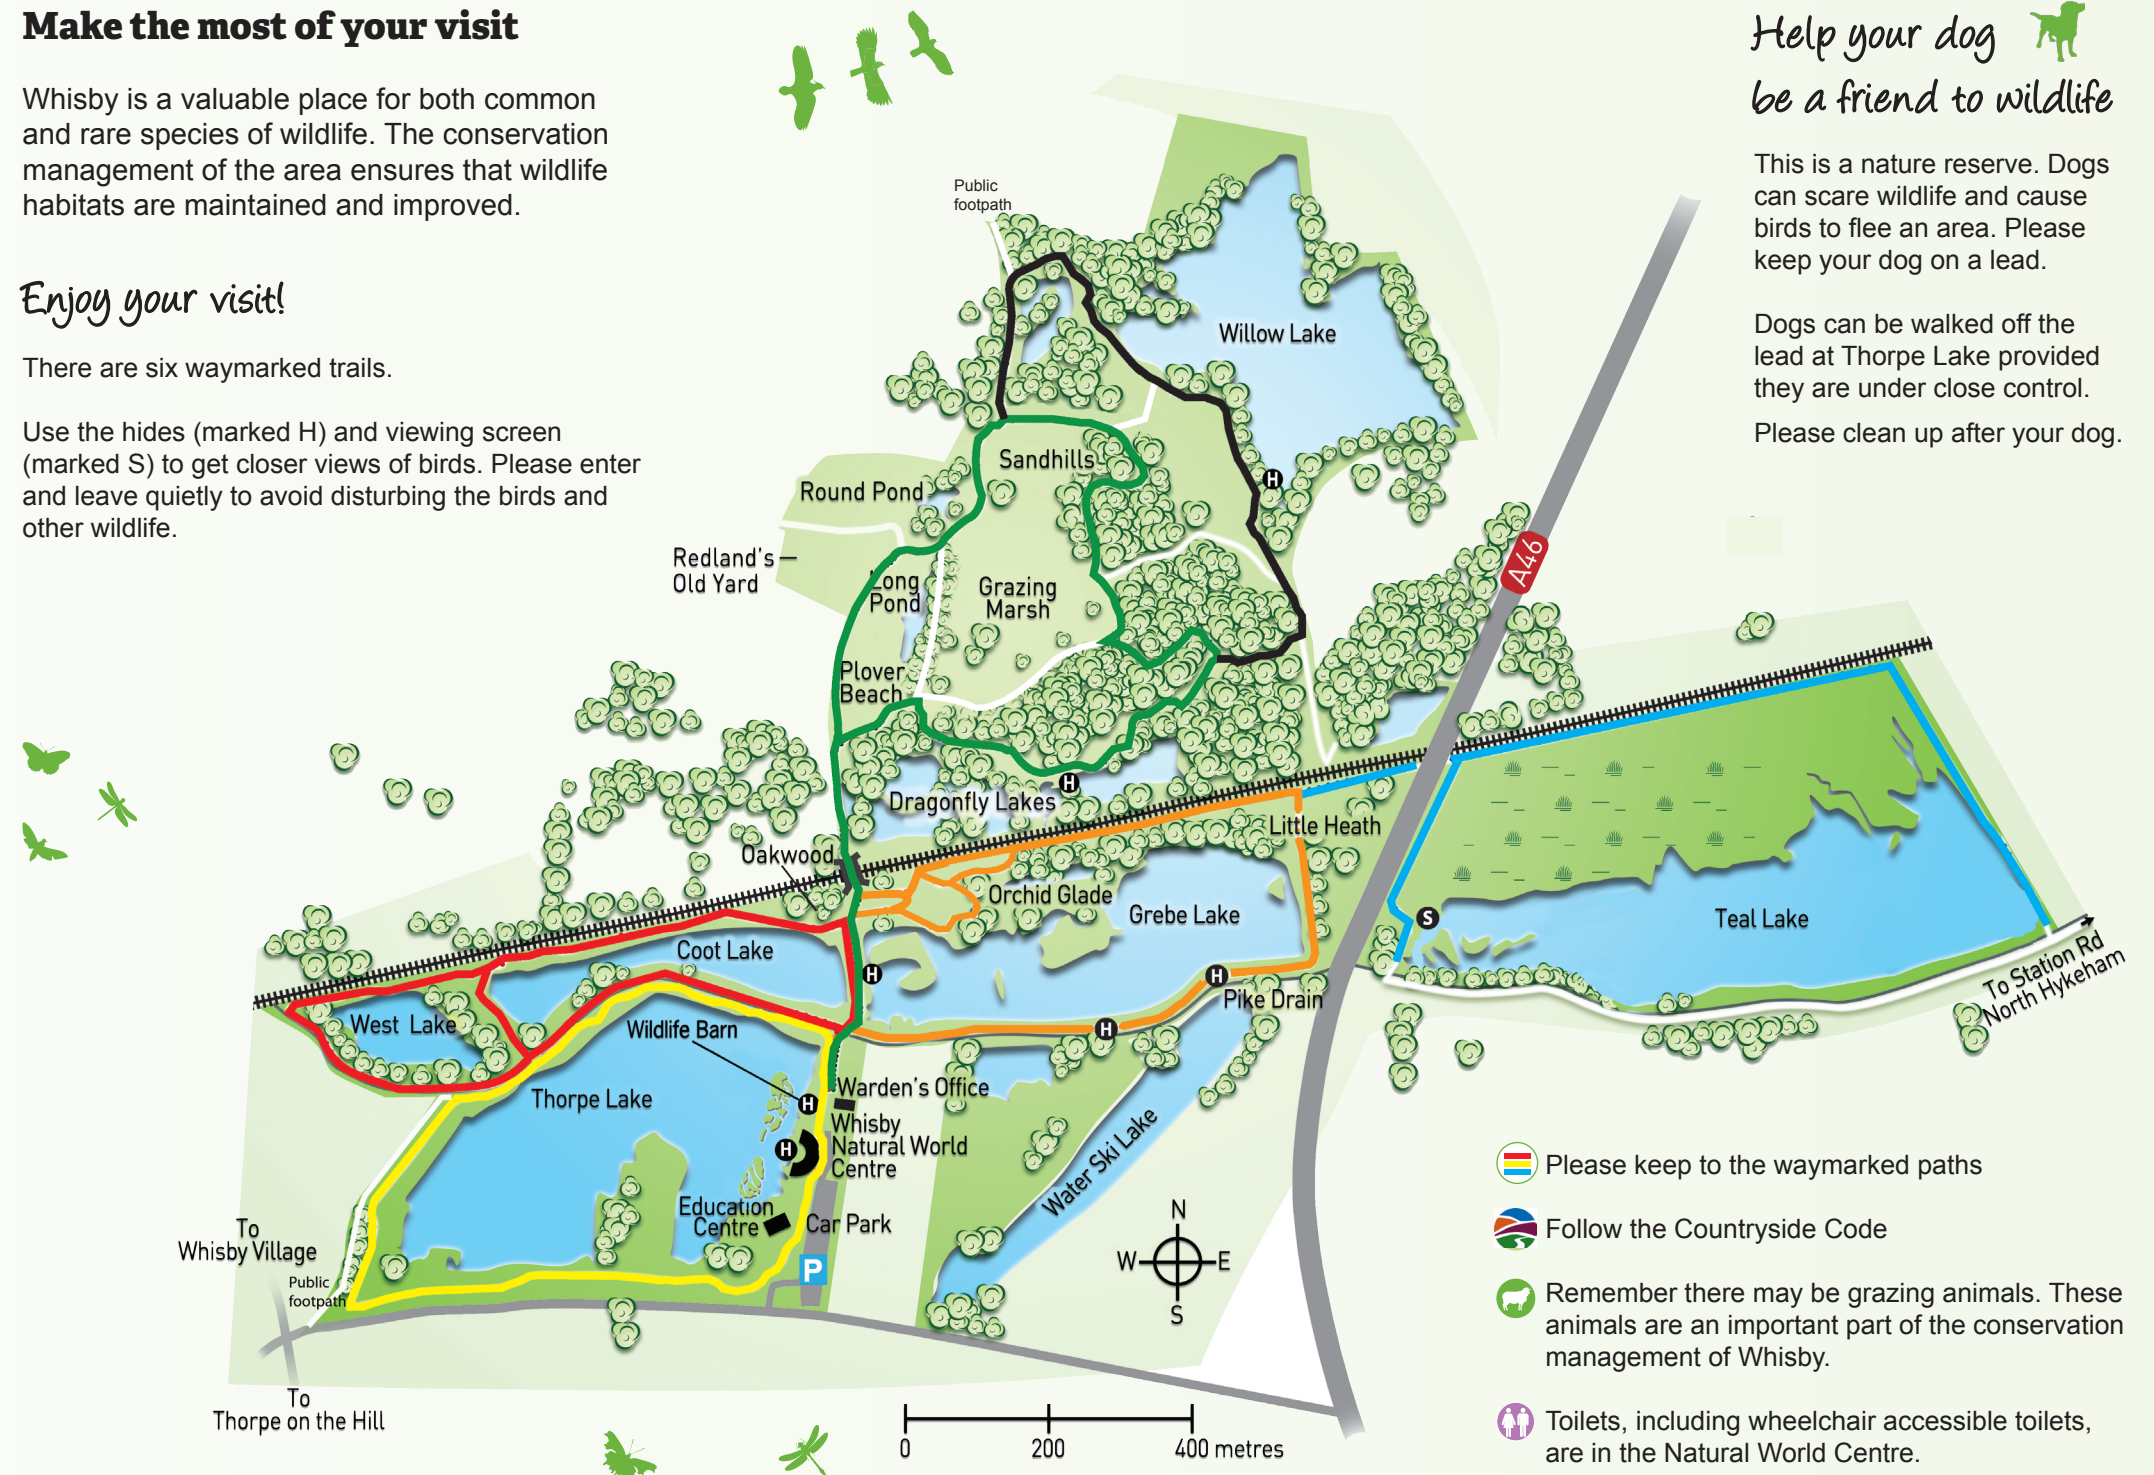 Make the most of your visit
Whisby is a valuable place for both common
and rare species of wildlife. The conservation
management of the area ensures that wildlife
habitats are maintained and improved.
Enjoy your visit!
There are six waymarked trails.
Use the hides (marked H) and viewing screen
(marked S) to get closer views of birds. Please enter
and leave quietly to avoid disturbing the birds and
other wildlife.
Help your dog
be a friend to wildlife
This is a nature reserve. Dogs
can scare wildlife and cause
birds to flee an area. Please
keep your dog on a lead.
Dogs can be walked off the
lead at Thorpe Lake provided
they are under close control.
Please clean up after your dog.
Public
footpath
Willow Lake
Sandhills
H
Round Pond
Redland's
Old Yard
Long
Pond
Grazing
Marsh
A46
Plover
Beach
H
Dragonfly Lakes
Little Heath
Oakwood
Orchid Glade
Grebe Lake
S
Teal Lake
Coot Lake
H
H
Pike Drain
To Station Rd
North Hykeham
West Lake
Wildlife Barn
H
Thorpe Lake
Warden's Office
H
Whisby
Natural World
Centre
H
Water Ski Lake
Education
Centre
Car Park
P
To
Whisby Village
Public
footpath
To
Thorpe on the Hill
N
W
E
S
0
200
400 metres
Please keep to the waymarked paths
Follow the Countryside Code
Remember there may be grazing animals. These
animals are an important part of the conservation
management of Whisby.
Toilets, including wheelchair accessible toilets,
are in the Natural World Centre.